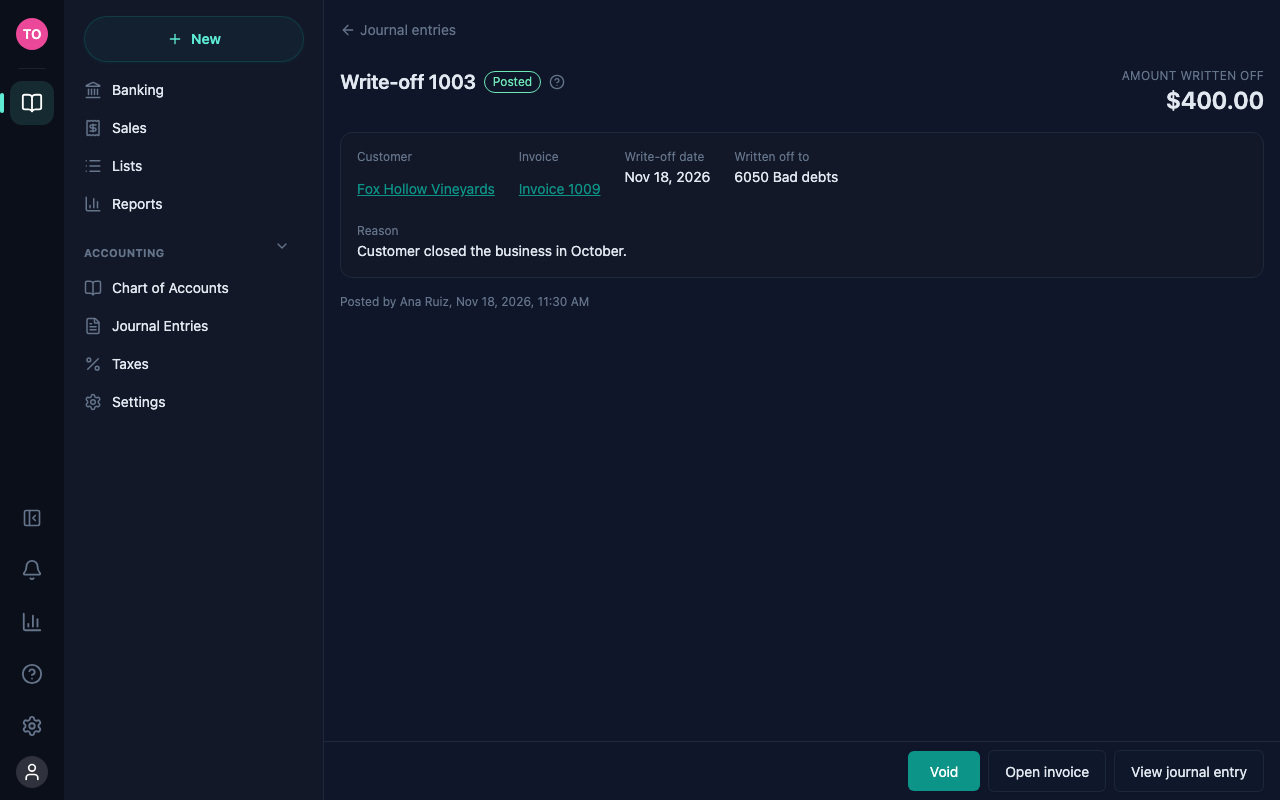 TO
+ New
Banking
Sales
Lists
Reports
ACCOUNTING
Chart of Accounts
Journal Entries
Taxes
Settings
← Journal entries
Write-off 1003 Posted ?
AMOUNT WRITTEN OFF
$400.00
Customer Invoice Write-off date Written off to
Fox Hollow Vineyards Invoice 1009 Nov 18, 2026 6050 Bad debts
Reason
Customer closed the business in October.
Posted by Ana Ruiz, Nov 18, 2026, 11:30 AM
Void Open invoice View journal entry